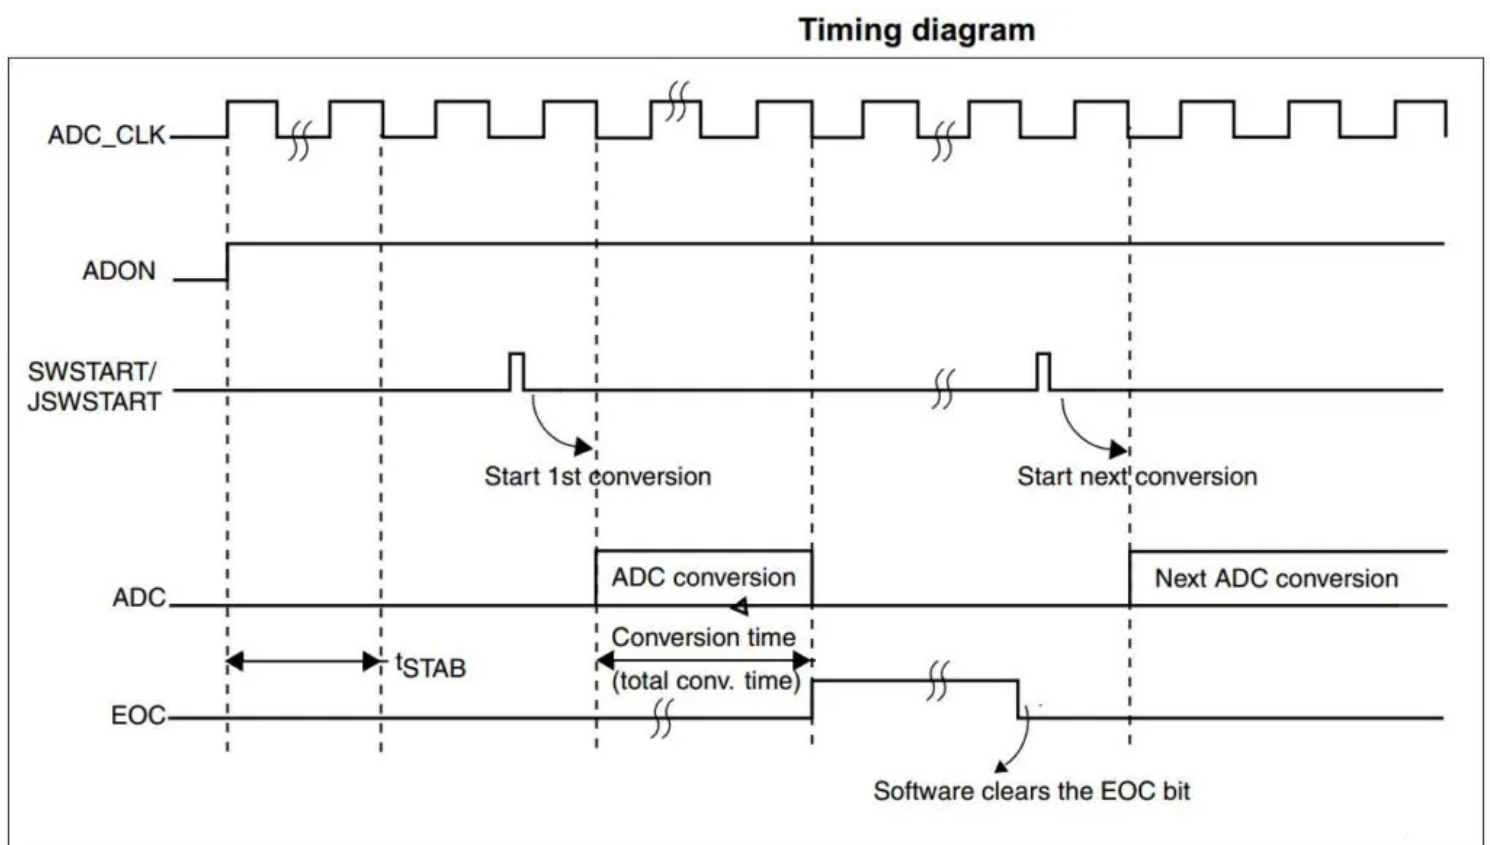 Timing diagram
ADC_CLK
ADON
SWSTART/
JSWSTART
Start 1st conversion
Start next conversion
ADC conversion
Next ADC conversion
ADC
Conversion time
tSTAB
(total conv. time)
EOC
Software clears the EOC bit